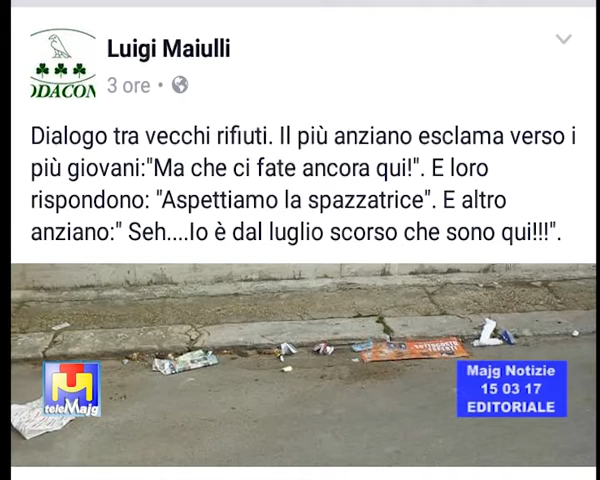 Luigi Maiulli
3 ore
ODACON
Dialogo tra vecchi rifiuti. Il più anziano esclama verso i
più giovani:"Ma che ci fate ancora qui!". E loro
rispondono: "Aspettiamo la spazzatrice". E altro
anziano:" Seh....Io è dal luglio scorso che sono qui!!!".
SOTTOCOSTO
teleMajg
Majg Notizie
15 03 17
EDITORIALE